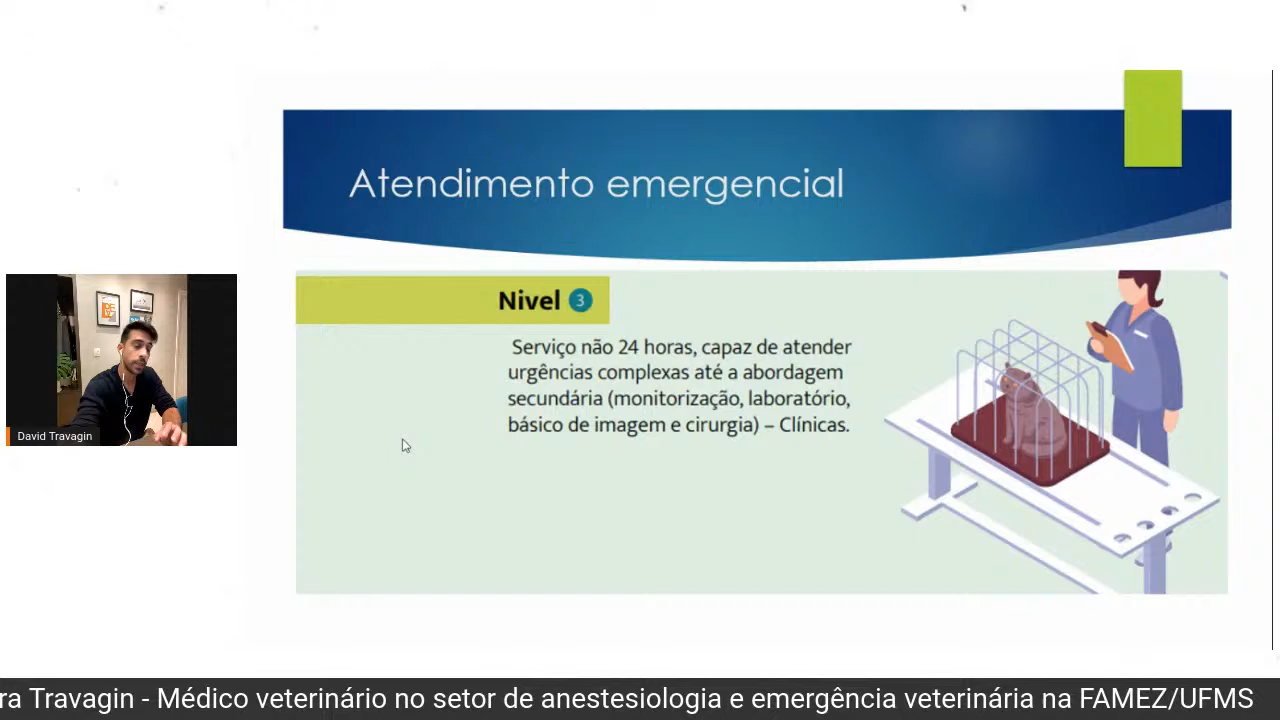 Atendimento emergencial
Nivel 3
Serviço não 24 horas, capaz de atender
urgências complexas até a abordagem
secundária (monitorização, laboratório,
básico de imagem e cirurgia) – Clínicas.
David Travagin
ra Travagin - Médico veterinário no setor de anestesiologia e emergência veterinária na FAMEZ/UFMS